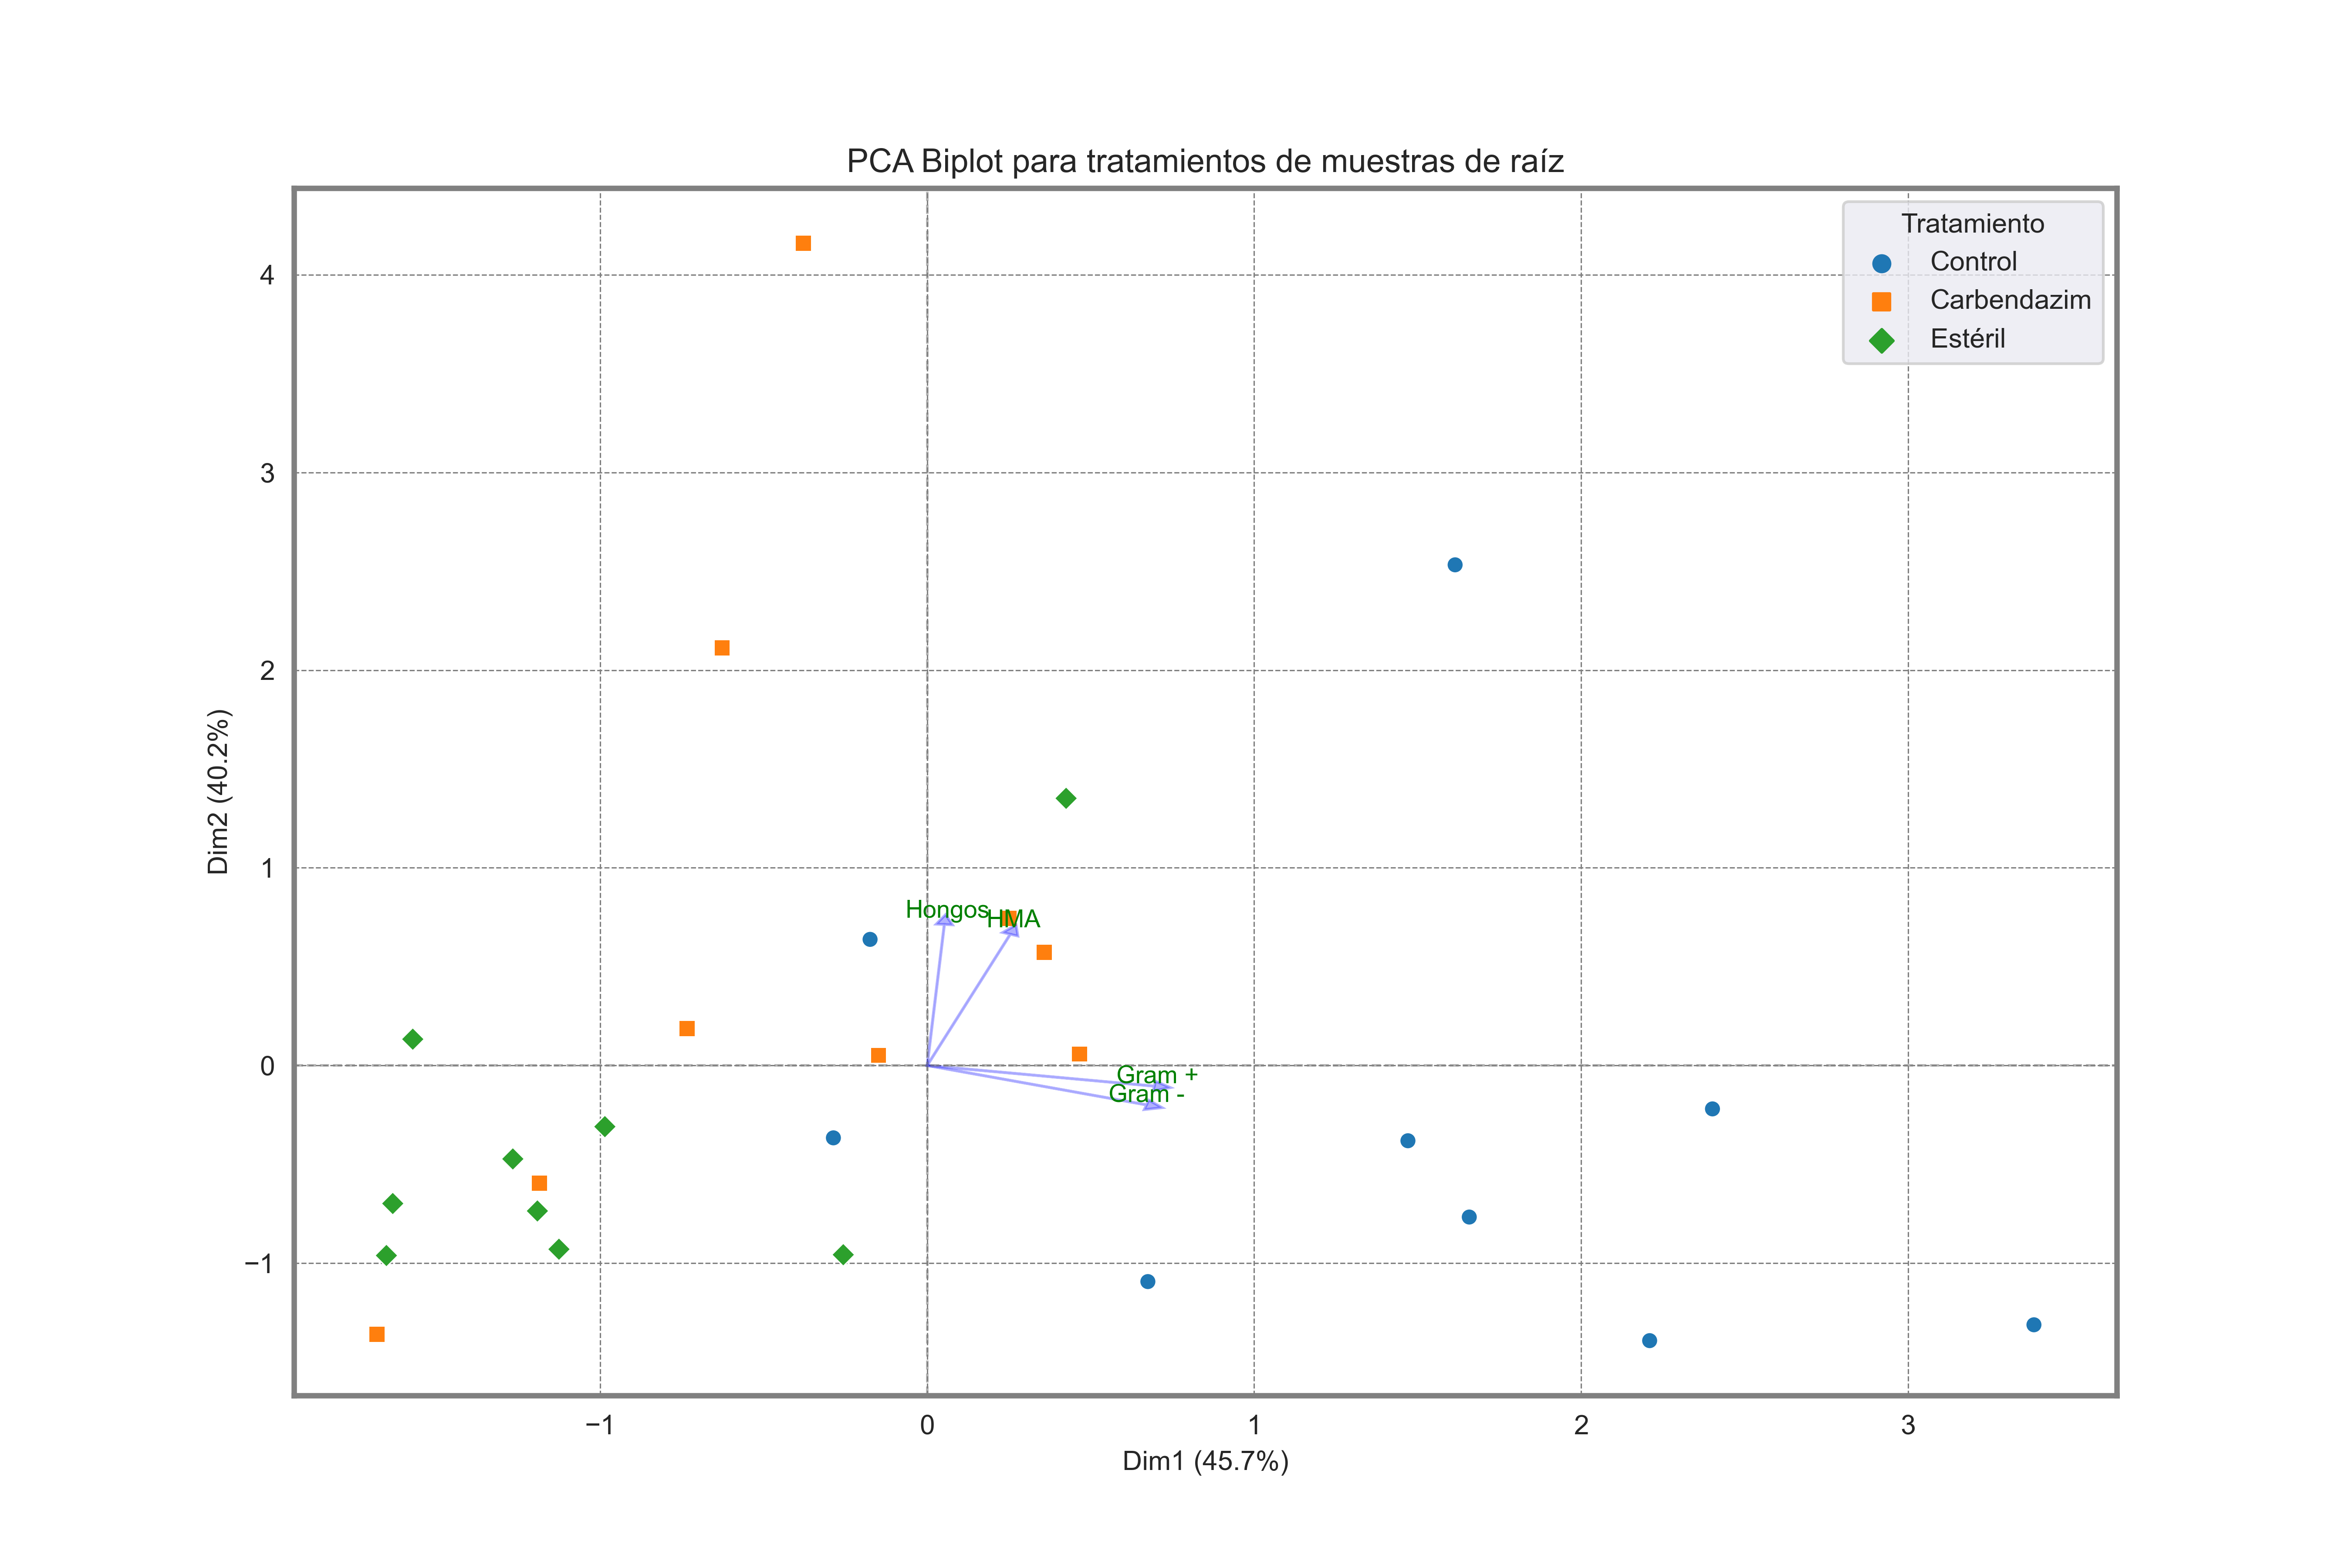 PCA Biplot para tratamientos de muestras de raíz
Tratamiento
Control
Carbendazim
Estéril
4
3
2
1
0
−1
Dim2 (40.2%)
Hongos
HMA
Gram +
Gram -
−1
0
1
2
3
Dim1 (45.7%)